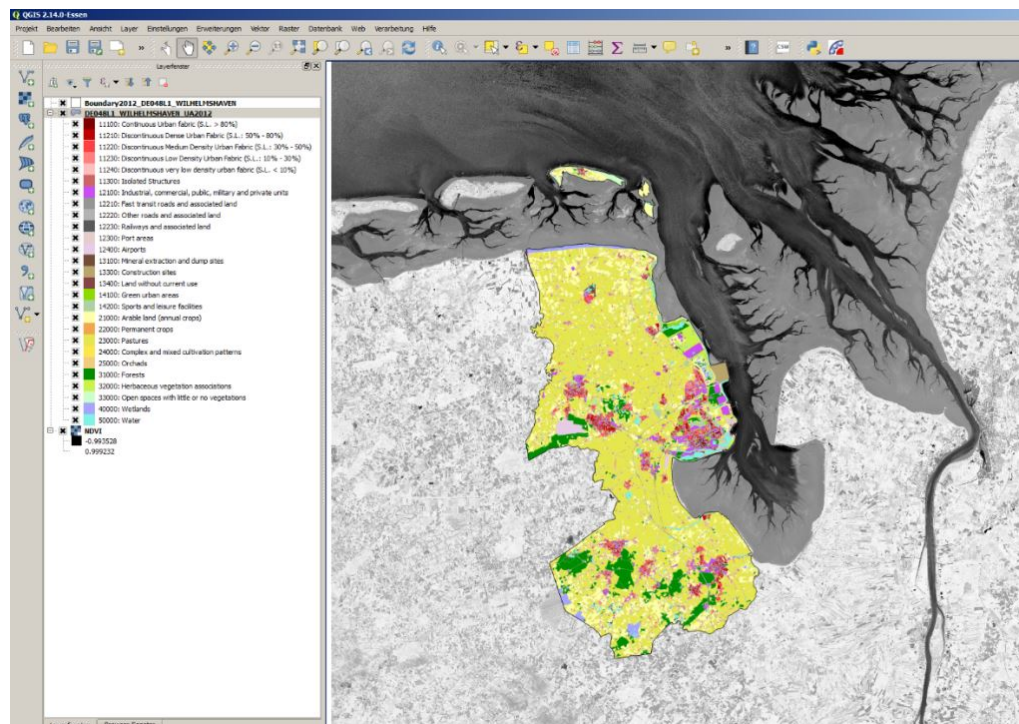 QGIS 2.14.0-Essen
Projekt Bearbeiten Ansicht Layer Einstellungen Erweiterungen Vektor Raster Datenbank Web Verarbeitung Hilfe
Layerfenster
Boundary2012_DE048L1_WILHELMSHAVEN
DE048L1_WILHELMSHAVEN_UA2012
11100: Continuous Urban fabric (S.L. > 80%)
11210: Discontinuous Dense Urban Fabric (S.L.: 50% - 80%)
11220: Discontinuous Medium Density Urban Fabric (S.L.: 30% - 50%)
11230: Discontinuous Low Density Urban Fabric (S.L.: 10% - 30%)
11240: Discontinuous very low density urban fabric (S.L. < 10%)
11300: Isolated Structures
12100: Industrial, commercial, public, military and private units
12210: Fast transit roads and associated land
12220: Other roads and associated land
12230: Railways and associated land
12300: Port areas
12400: Airports
13100: Mineral extraction and dump sites
13300: Construction sites
13400: Land without current use
14100: Green urban areas
14200: Sports and leisure facilities
21000: Arable land (annual crops)
22000: Permanent crops
23000: Pastures
24000: Complex and mixed cultivation patterns
25000: Orchads
31000: Forests
32000: Herbaceous vegetation associations
33000: Open spaces with little or no vegetations
40000: Wetlands
50000: Water
NDVI
-0.993528
0.999232